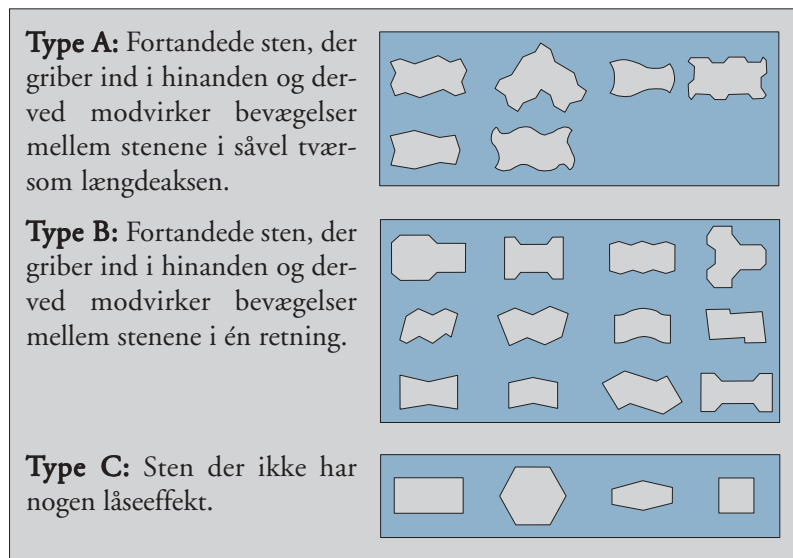 Type A: Fortandede sten, der
griber ind i hinanden og der-
ved modvirker bevægelser
mellem stenene i såvel tvær-
som længdeaksen.
Type B: Fortandede sten, der
griber ind i hinanden og der-
ved modvirker bevægelser
mellem stenene i én retning.
Type C: Sten der ikke har
nogen låseeffekt.